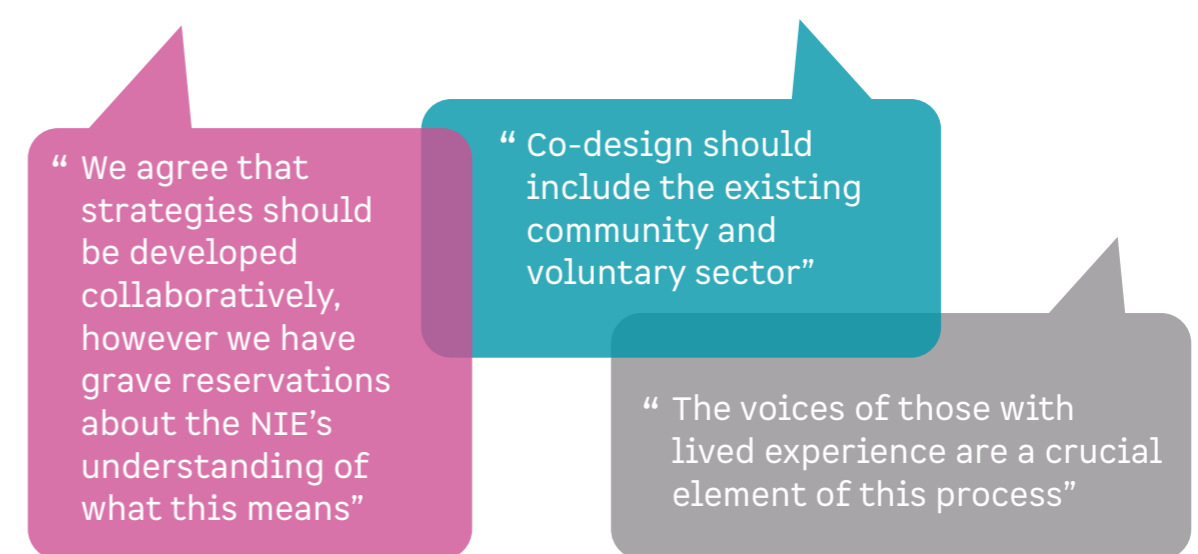 “ We agree that
strategies should
be developed
collaboratively,
however we have
grave reservations
about the NIE’s
understanding of
what this means”
“ Co-design should
include the existing
community and
voluntary sector”
“ The voices of those with
lived experience are a crucial
element of this process”